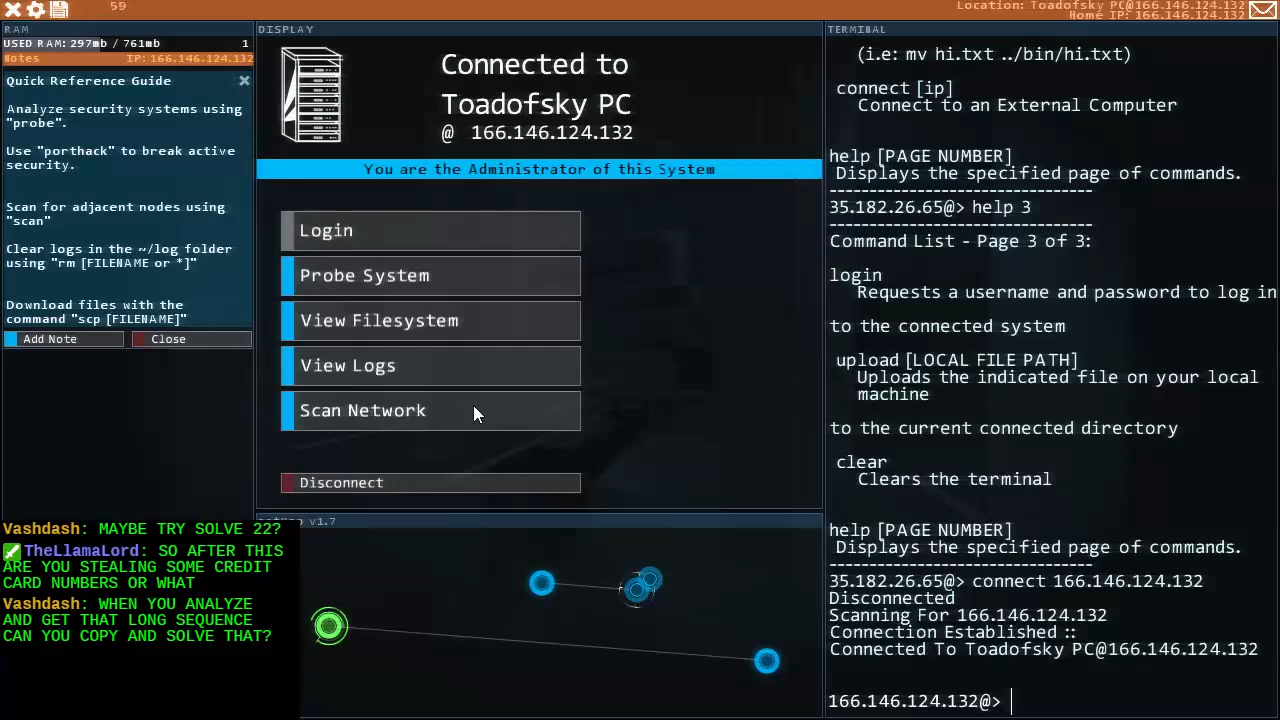 59
Location: Toadofsky PC@166.146.124.132
Home IP: 166.146.124.132
RAM
USED RAM: 297mb / 761mb 1
Notes IP: 166.146.124.132
Quick Reference Guide
Analyze security systems using
"probe".
Use "porthack" to break active
security.
Scan for adjacent nodes using
"scan"
Clear logs in the ~/log folder
using "rm [FILENAME or *]"
Download files with the
command "scp [FILENAME]"
Add Note
Close
Vashdash: MAYBE TRY SOLVE 22?
TheLlamaLord: SO AFTER THIS
ARE YOU STEALING SOME CREDIT
CARD NUMBERS OR WHAT
Vashdash: WHEN YOU ANALYZE
AND GET THAT LONG SEQUENCE
CAN YOU COPY AND SOLVE THAT?
DISPLAY
Connected to
Toadofsky PC
@ 166.146.124.132
You are the Administrator of this System
Login
Probe System
View Filesystem
View Logs
Scan Network
Disconnect
v1.7
TERMINAL
(i.e: mv hi.txt ../bin/hi.txt)
connect [ip]
Connect to an External Computer
help [PAGE NUMBER]
Displays the specified page of commands.
---------------------------------
35.182.26.65@> help 3
---------------------------------
Command List - Page 3 of 3:
login
Requests a username and password to log in
to the connected system
upload [LOCAL FILE PATH]
Uploads the indicated file on your local
machine
to the current connected directory
clear
Clears the terminal
help [PAGE NUMBER]
Displays the specified page of commands.
---------------------------------
35.182.26.65@> connect 166.146.124.132
Disconnected
Scanning For 166.146.124.132
Connection Established ::
Connected To Toadofsky PC@166.146.124.132
166.146.124.132@>